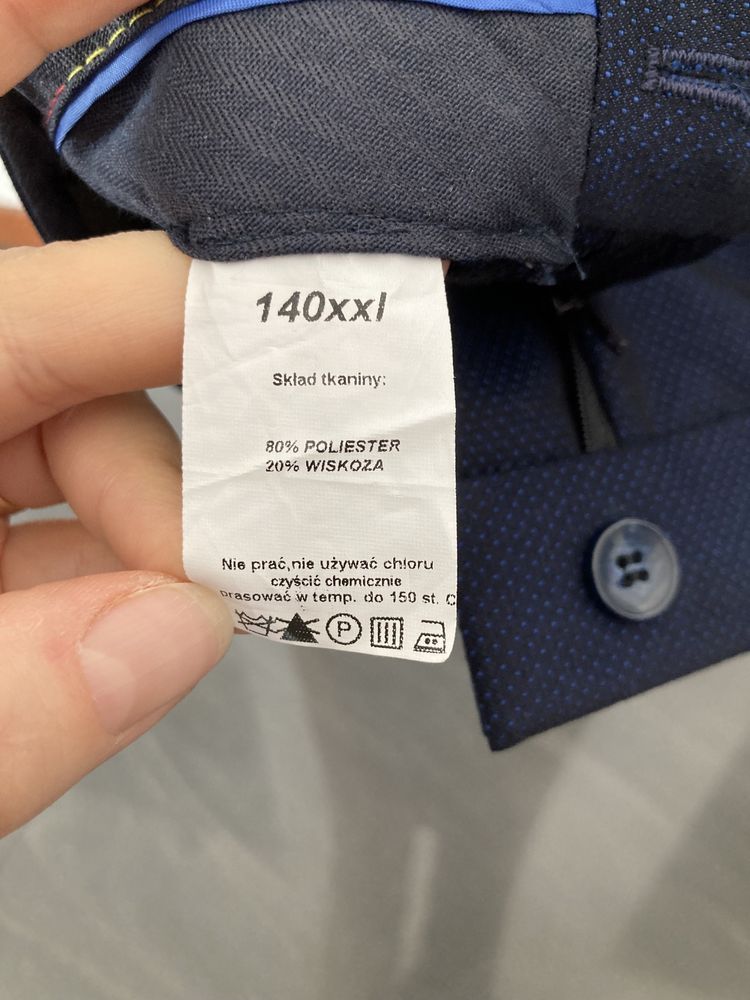 140xxl
Skład tkaniny:
80% POLIESTER
20% WISKOZA
Nie prać,nie używać chloru
czyścić chemicznie
prasować w temp. do 150 st. C
P